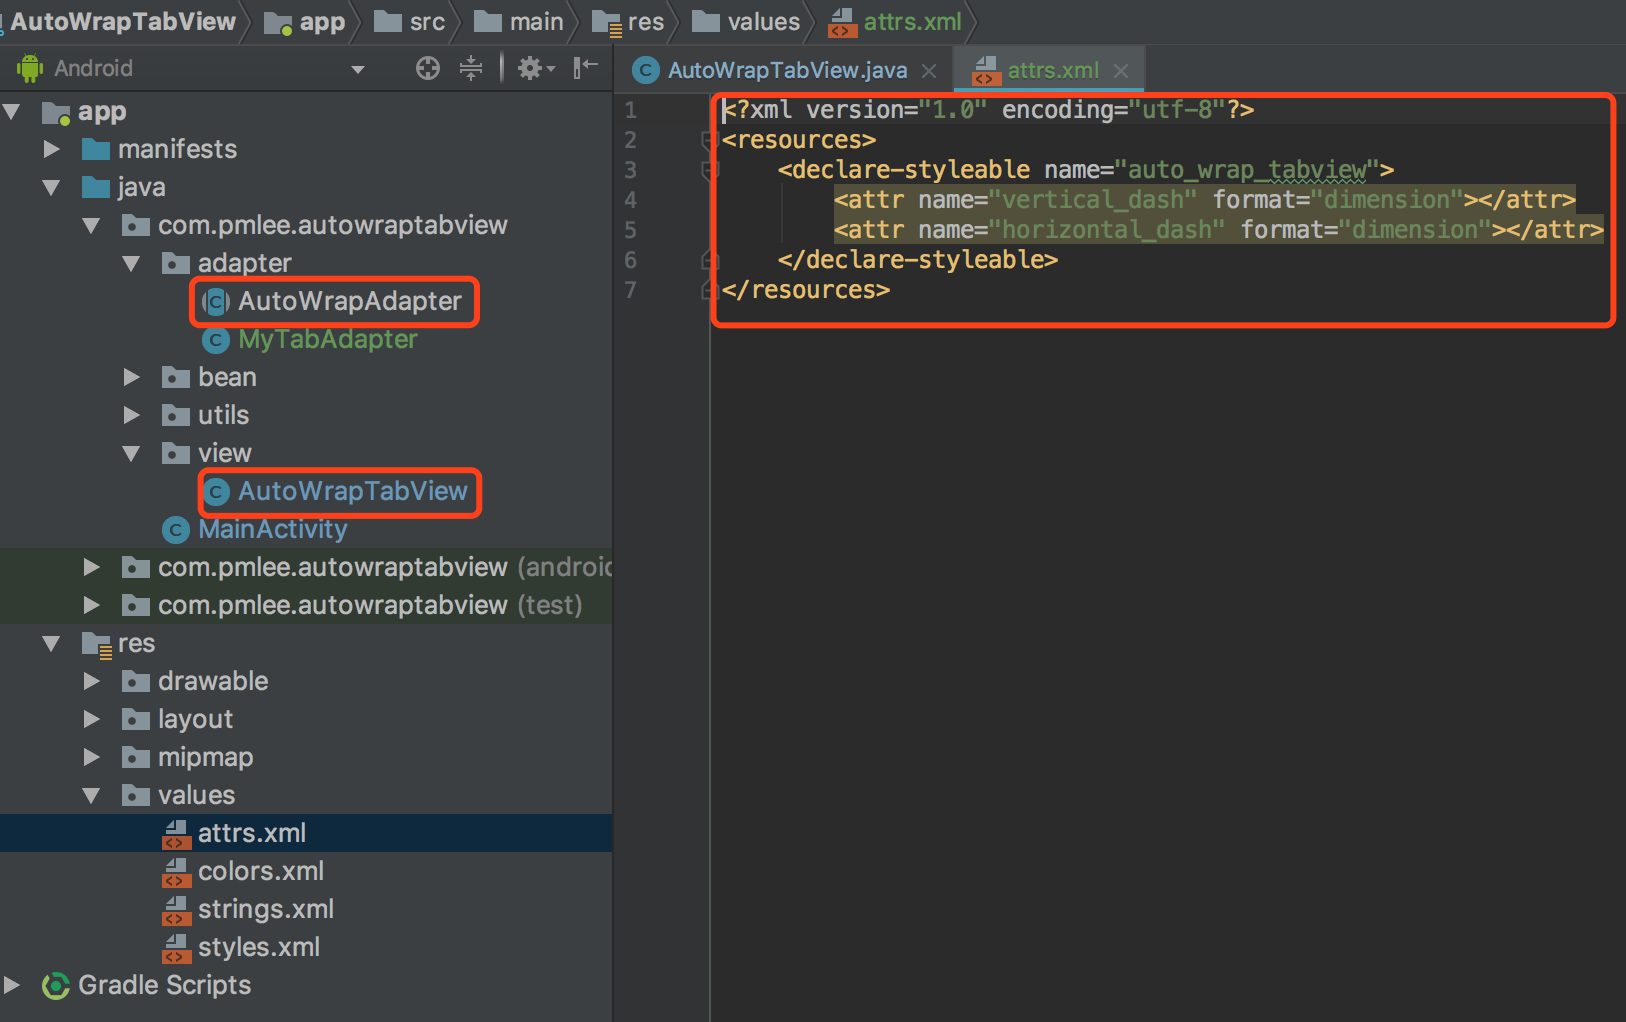 AutoWrapTabView app src main res values attrs.xml
Android
AutoWrapTabView.java attrs.xml
app
manifests
java
com.pmlee.autowraptabview
adapter
AutoWrapAdapter
MyTabAdapter
bean
utils
view
AutoWrapTabView
MainActivity
com.pmlee.autowraptabview (androic
com.pmlee.autowraptabview (test)
res
drawable
layout
mipmap
values
attrs.xml
colors.xml
strings.xml
styles.xml
Gradle Scripts
1 <?xml version="1.0" encoding="utf-8"?>
2 <resources>
3 <declare-styleable name="auto_wrap_tabview">
4 <attr name="vertical_dash" format="dimension"></attr>
5 <attr name="horizontal_dash" format="dimension"></attr>
6 </declare-styleable>
7 </resources>